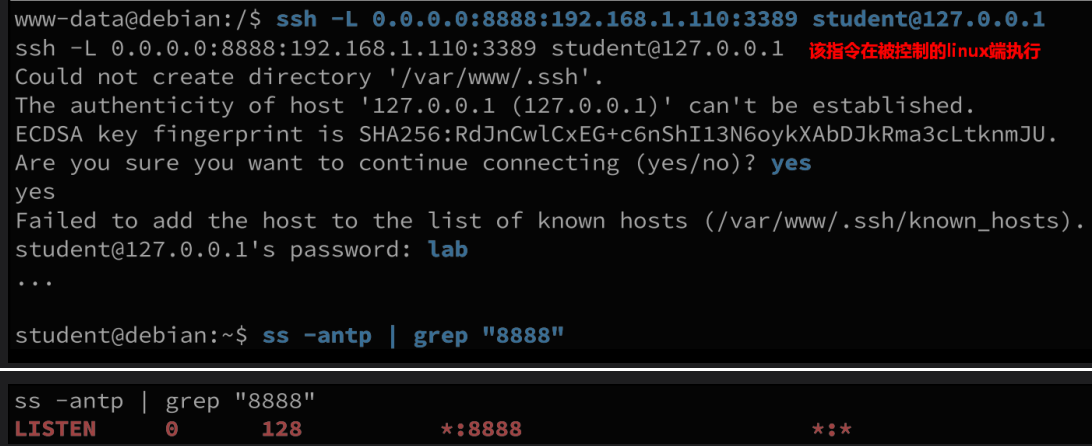 www-data@debian:/$ ssh -L 0.0.0.0:8888:192.168.1.110:3389 student@127.0.0.1
ssh -L 0.0.0.0:8888:192.168.1.110:3389 student@127.0.0.1 该指令在被控制的linux端执行
Could not create directory '/var/www/.ssh'.
The authenticity of host '127.0.0.1 (127.0.0.1)' can't be established.
ECDSA key fingerprint is SHA256:RdJnCwlCxEG+c6nShI13N6oykXAbDJkRma3cLtknmJU.
Are you sure you want to continue connecting (yes/no)? yes
yes
Failed to add the host to the list of known hosts (/var/www/.ssh/known_hosts).
student@127.0.0.1's password: lab
...
student@debian:~$ ss -antp | grep "8888"
ss -antp | grep "8888"
LISTEN 0 128 *:8888 *:*